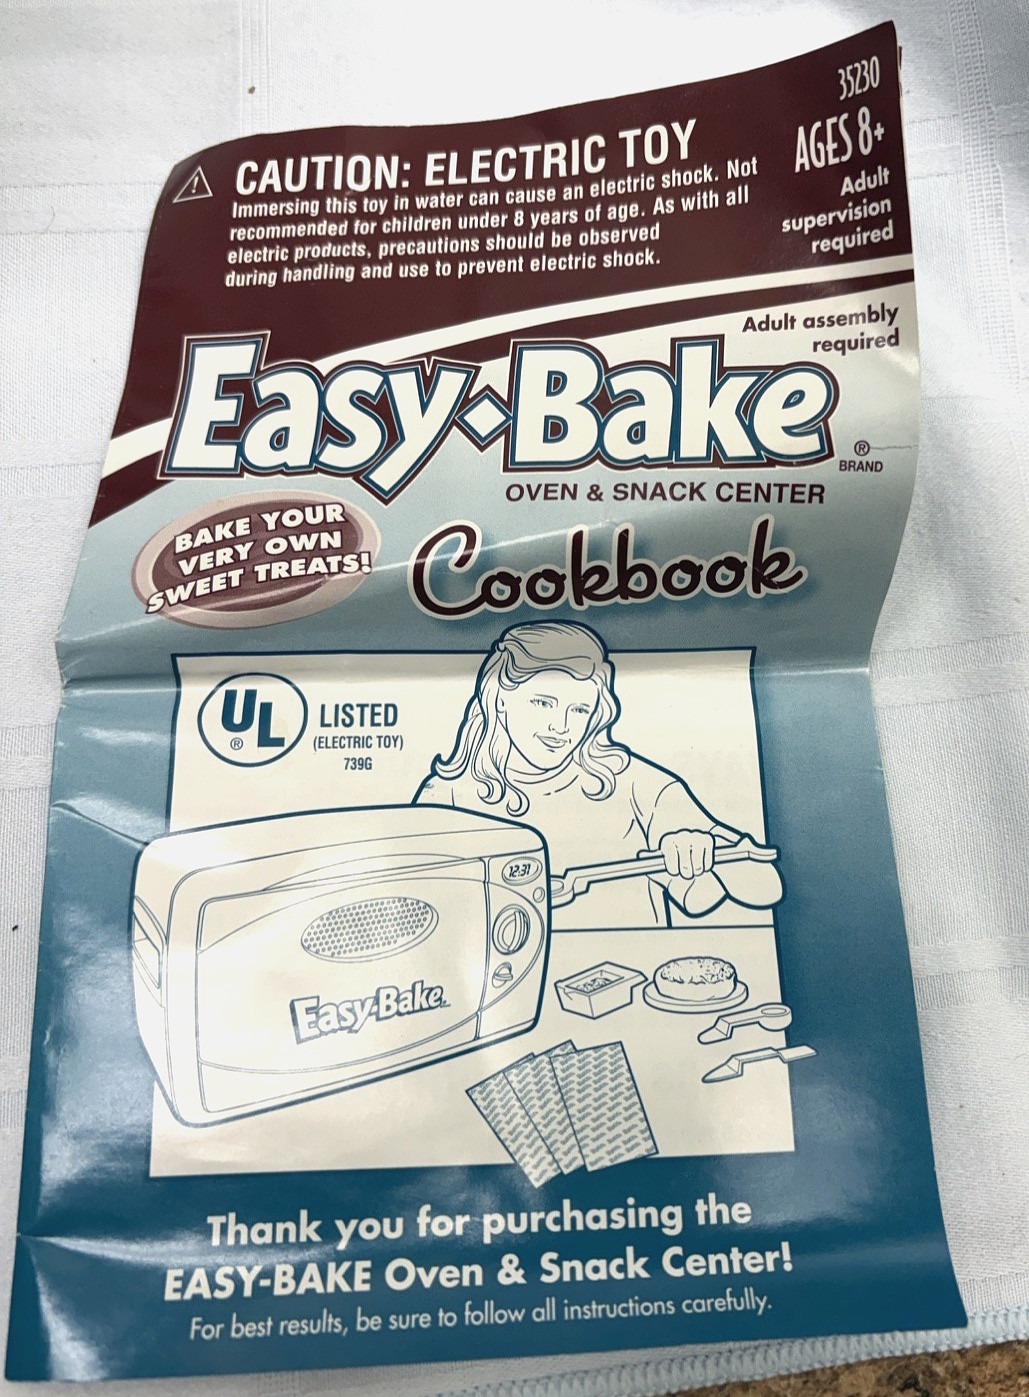 35230
AGES 8+
Adult
supervision
required
CAUTION: ELECTRIC TOY
Immersing this toy in water can cause an electric shock. Not
recommended for children under 8 years of age. As with all
electric products, precautions should be observed
during handling and use to prevent electric shock.
Adult assembly
required
Easy-Bake
® BRAND
OVEN & SNACK CENTER
BAKE YOUR
VERY OWN
SWEET TREATS!
Cookbook
UL®
LISTED
(ELECTRIC TOY)
739G
12:31
Easy-Bake
Thank you for purchasing the
EASY-BAKE Oven & Snack Center!
For best results, be sure to follow all instructions carefully.